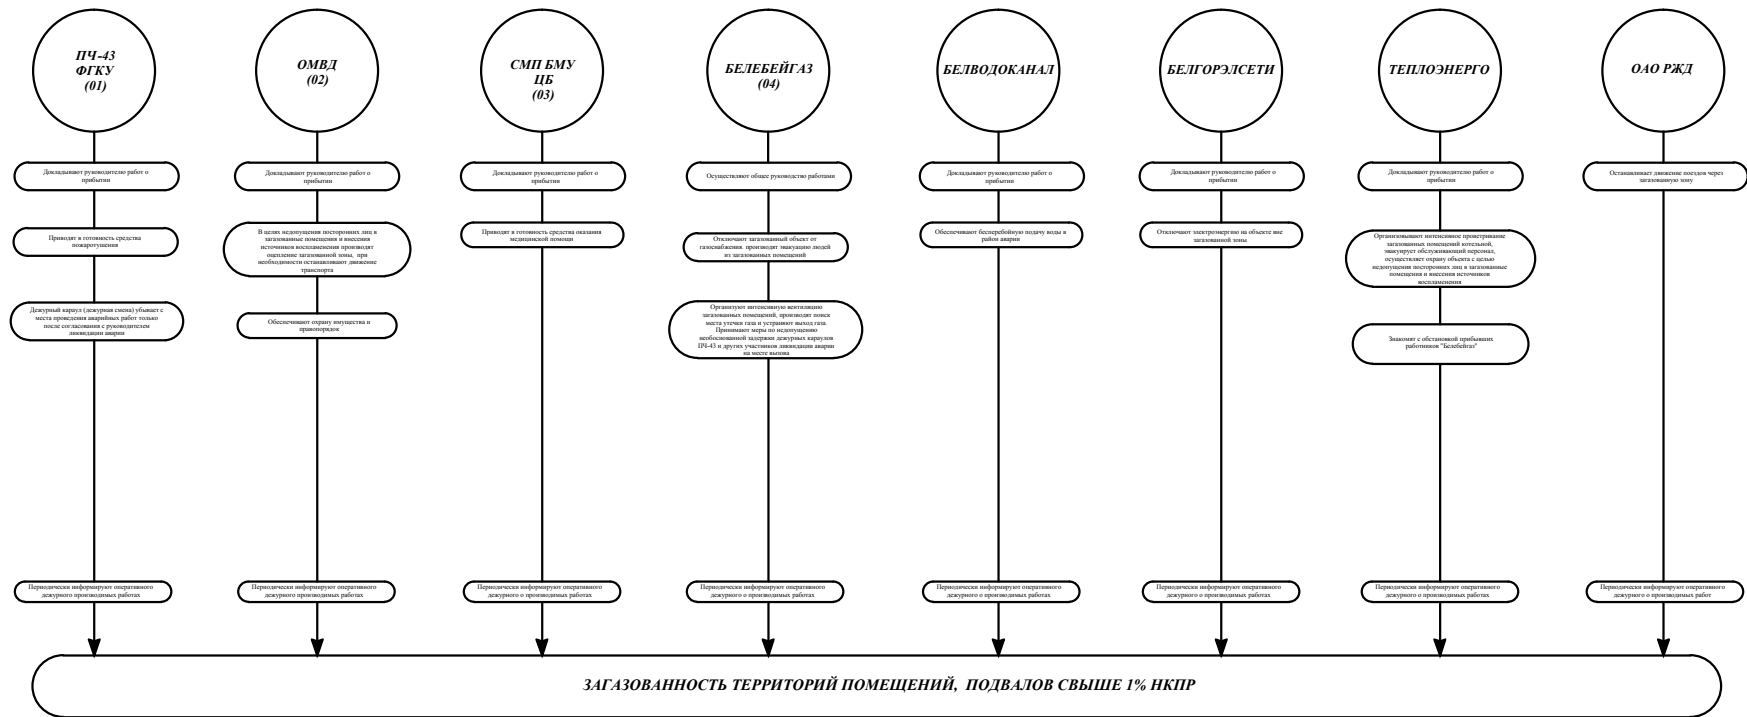 ПЧ-43
ФГКУ
(01)
ОМВД
(02)
СМП БМУ
ЦБ
(03)
БЕЛЕБЕЙГАЗ
(04)
БЕЛВОДОКАНАЛ
БЕЛГОРЭЛСЕТИ
ТЕПЛОЭНЕРГО
ОАО РЖД
Докладывают руководителю работ о
прибытии
Докладывают руководителю работ о
прибытии
Докладывают руководителю работ о
прибытии
Осуществляют общее руководство работами
Докладывают руководителю работ о
прибытии
Докладывают руководителю работ о
прибытии
Докладывают руководителю работ о
прибытии
Останавливает движение поездов через
загазованную зону
Приводят в готовность средства
пожаротушения
В целях недопущения посторонних лиц в
загазованные помещения и внесения
источников воспламенения производят
оцепление загазованной зоны, при
необходимости останавливают движение
транспорта
Приводят в готовность средства оказания
медицинской помощи
Отключают загазованный объект от
газоснабжения производят эвакуацию людей
из загазованных помещений
Обеспечивают бесперебойную подачу воды в
район аварии
Отключают электроэнергию на объекте вне
загазованной зоны
Организовывают интенсивное проветривание
загазованных помещений котельной,
эвакуирует обслуживающий персонал,
осуществляет охрану объекта с целью
недопущения посторонних лиц в загазованные
помещения и внесения источников
воспламенения
Дежурный караул (дежурная смена) убывает с
места проведения аварийных работ только
после согласования с руководителем
ликвидации аварии
Обеспечивают охрану имущества и
правопорядок
Организуют интенсивную вентиляцию
загазованных помещений, производят поиск
места утечки газа и устраняют выход газа.
Принимают меры по недопущению
необоснованной задержки дежурных караулов
ПЧ-43 и других участников ликвидации аварии
на месте вызова
Знакомят с обстановкой прибывших
работников "Белебейгаз"
Периодически информируют оперативного
дежурного производимых работах
Периодически информируют оперативного
дежурного производимых работах
Периодически информируют оперативного
дежурного о производимых работах
Периодически информируют оперативного
дежурного о производимых работах
Периодически информируют оперативного
дежурного о производимых работах
Периодически информируют оперативного
дежурного о производимых работах
Периодически информируют оперативного
дежурного о производимых работах
Периодически информируют оперативного
дежурного о производимых работ
ЗАГАЗОВАННОСТЬ ТЕРРИТОРИЙ ПОМЕЩЕНИЙ, ПОДВАЛОВ СВЫШЕ 1% НКПР